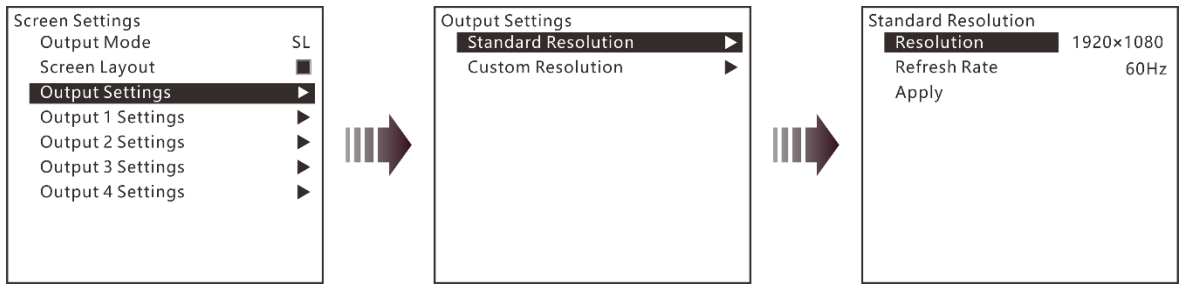 Screen Settings
Output Mode SL
Screen Layout
Output Settings
Output 1 Settings
Output 2 Settings
Output 3 Settings
Output 4 Settings
Output Settings
Standard Resolution
Custom Resolution
Standard Resolution
Resolution 1920×1080
Refresh Rate 60Hz
Apply